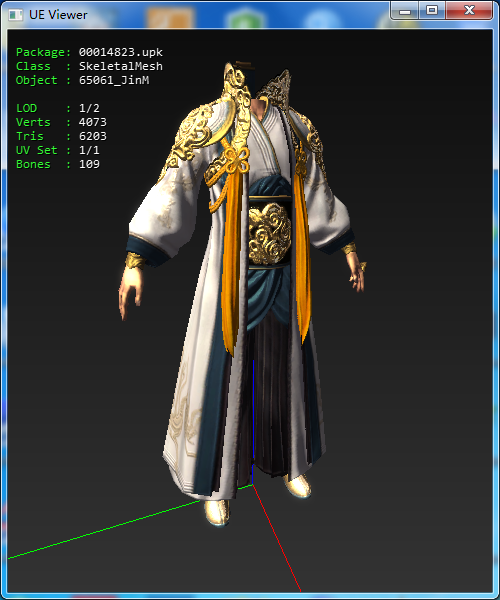 UE Viewer
Package: 00014823.upk
Class  : SkeletalMesh
Object : 65061_JinM
LOD    : 1/2
Verts  : 4073
Tris   : 6203
UV Set : 1/1
Bones  : 109